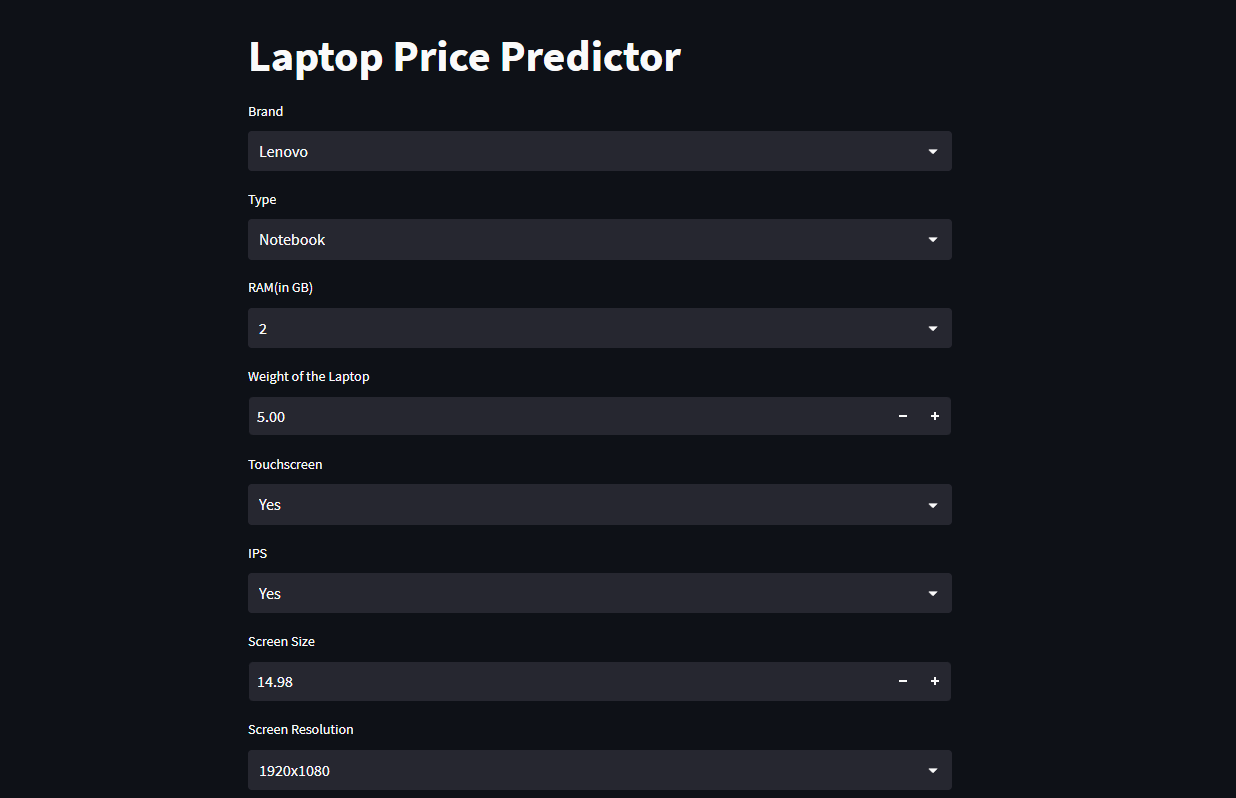 Laptop Price Predictor
Brand
Lenovo
Type
Notebook
RAM(in GB)
2
Weight of the Laptop
5.00
Touchscreen
Yes
IPS
Yes
Screen Size
14.98
Screen Resolution
1920x1080